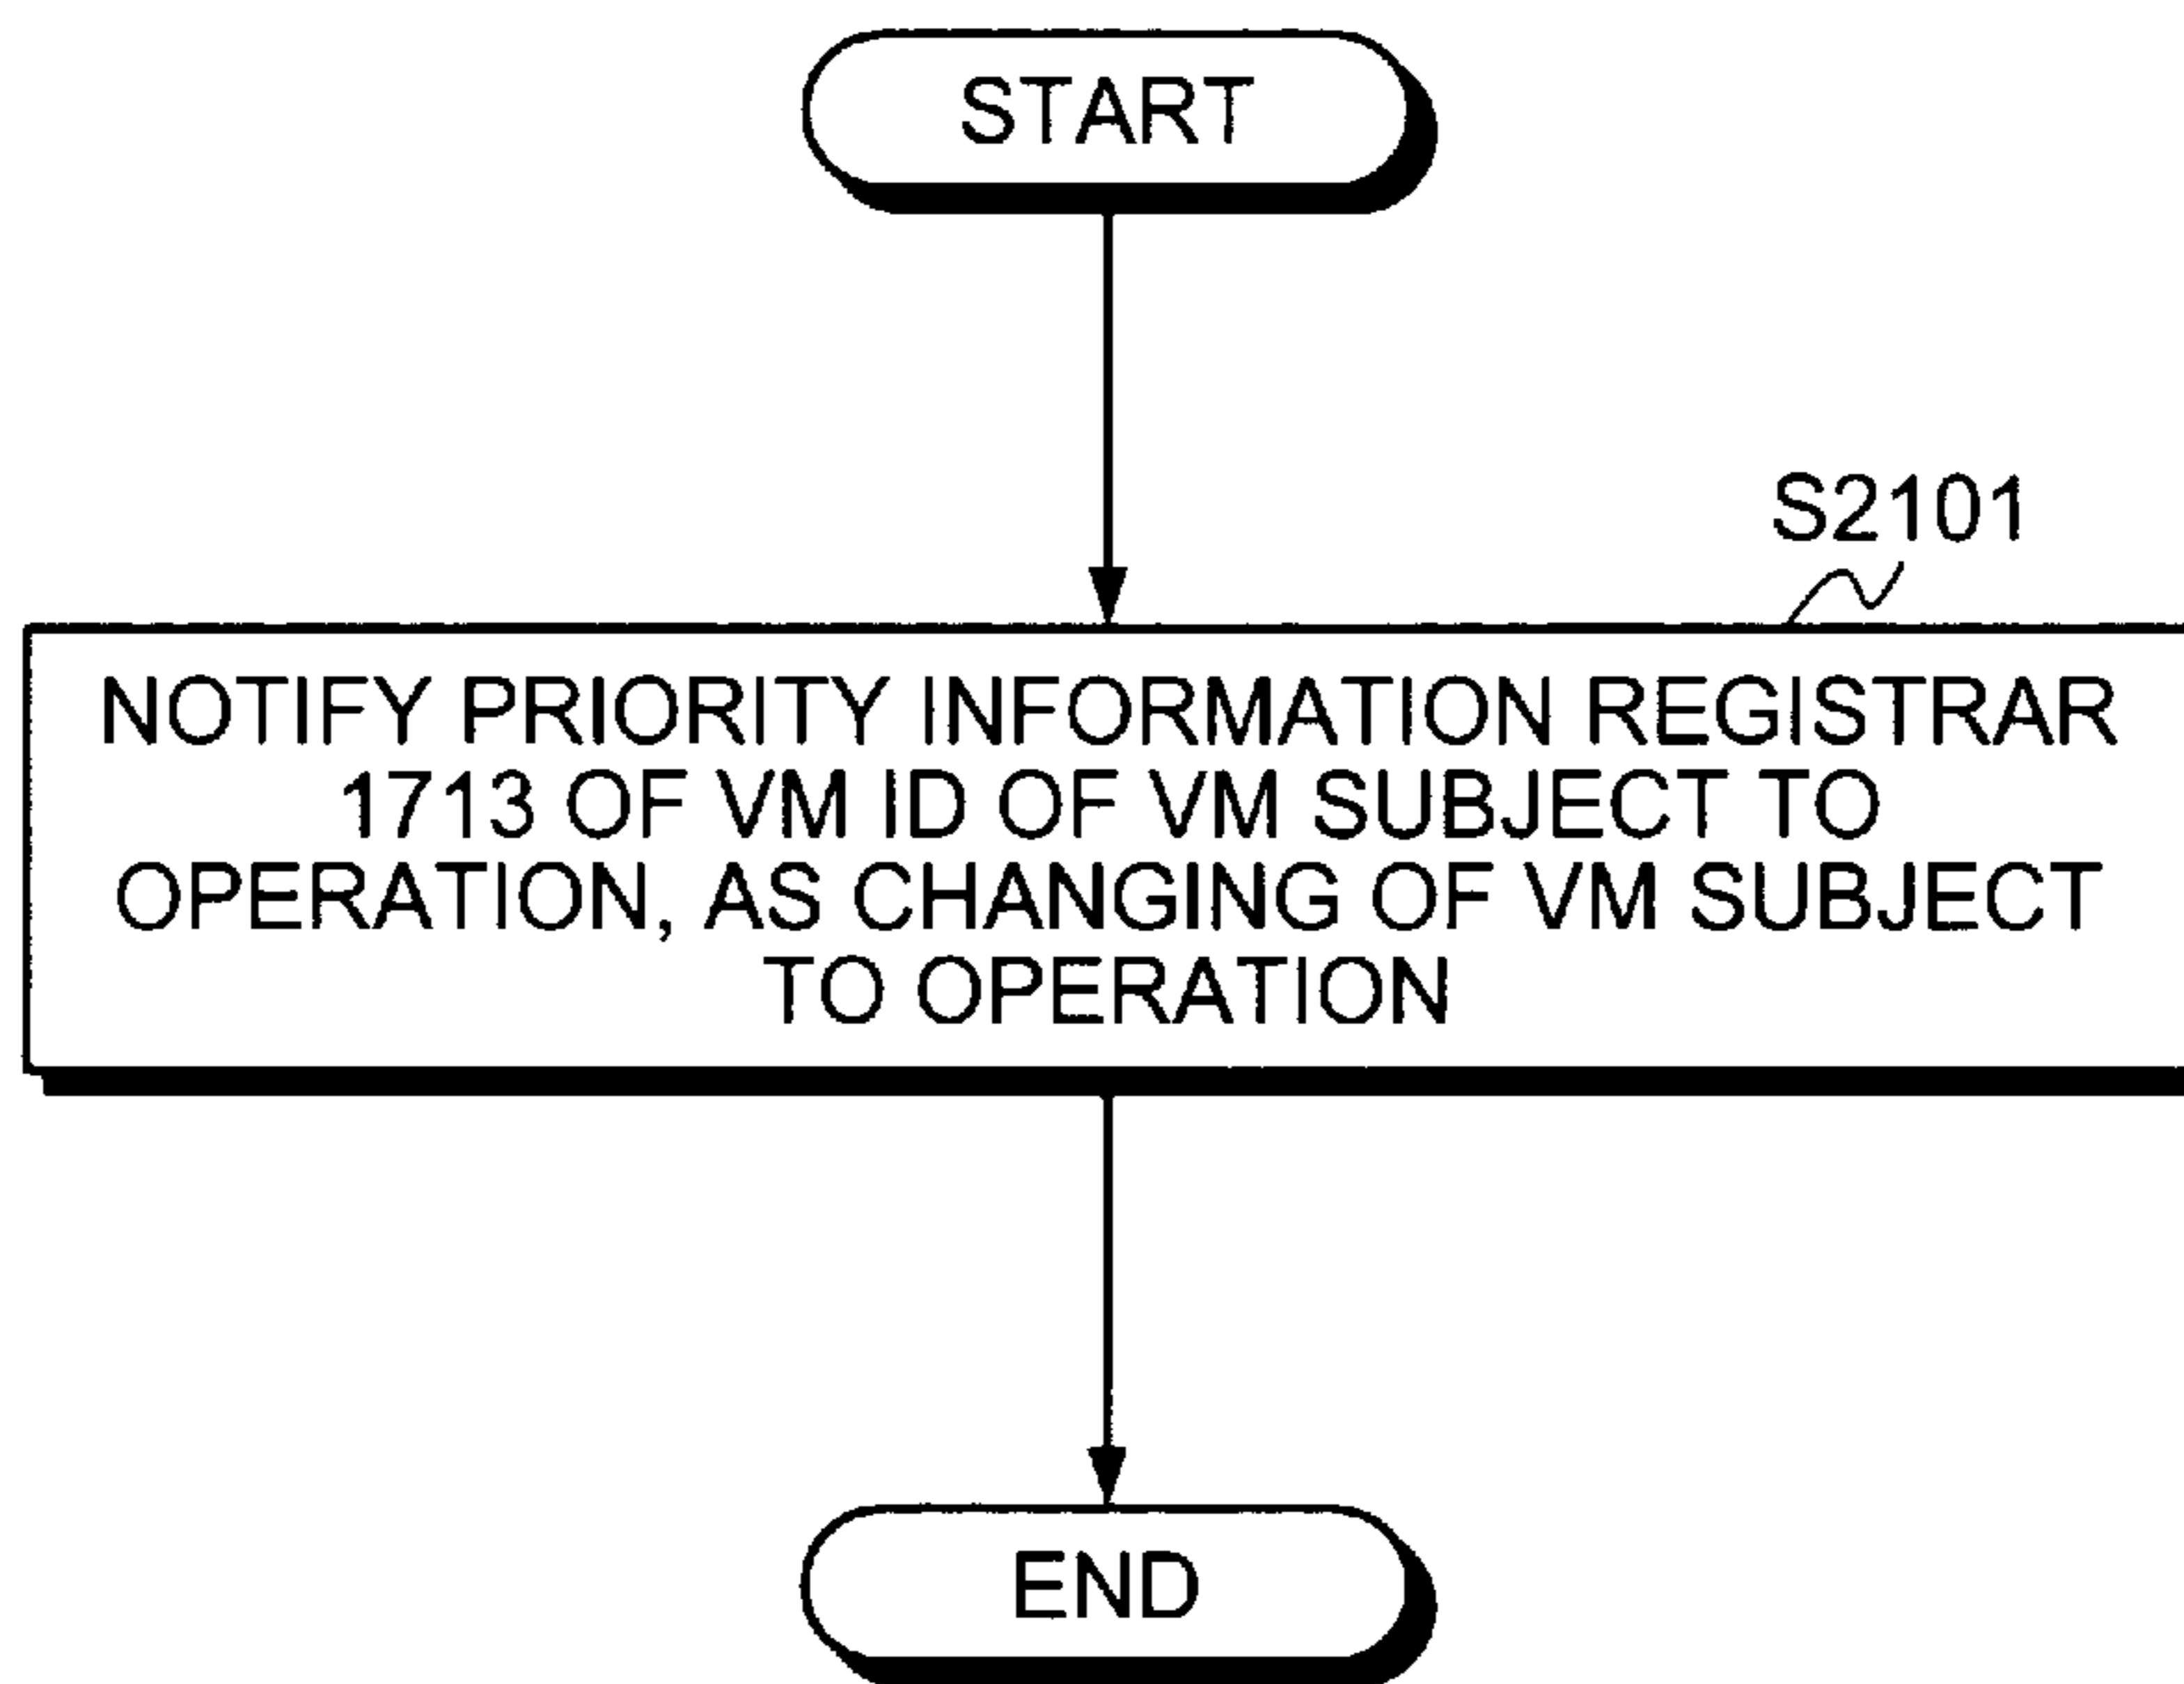 START
S2101
NOTIFY PRIORITY INFORMATION REGISTRAR
1713 OF VM ID OF VM SUBJECT TO
OPERATION, AS CHANGING OF VM SUBJECT
TO OPERATION
END